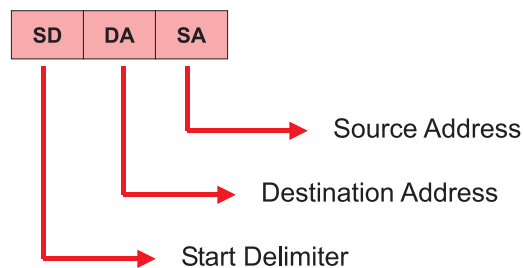 SD DA SA
Source Address
Destination Address
Start Delimiter